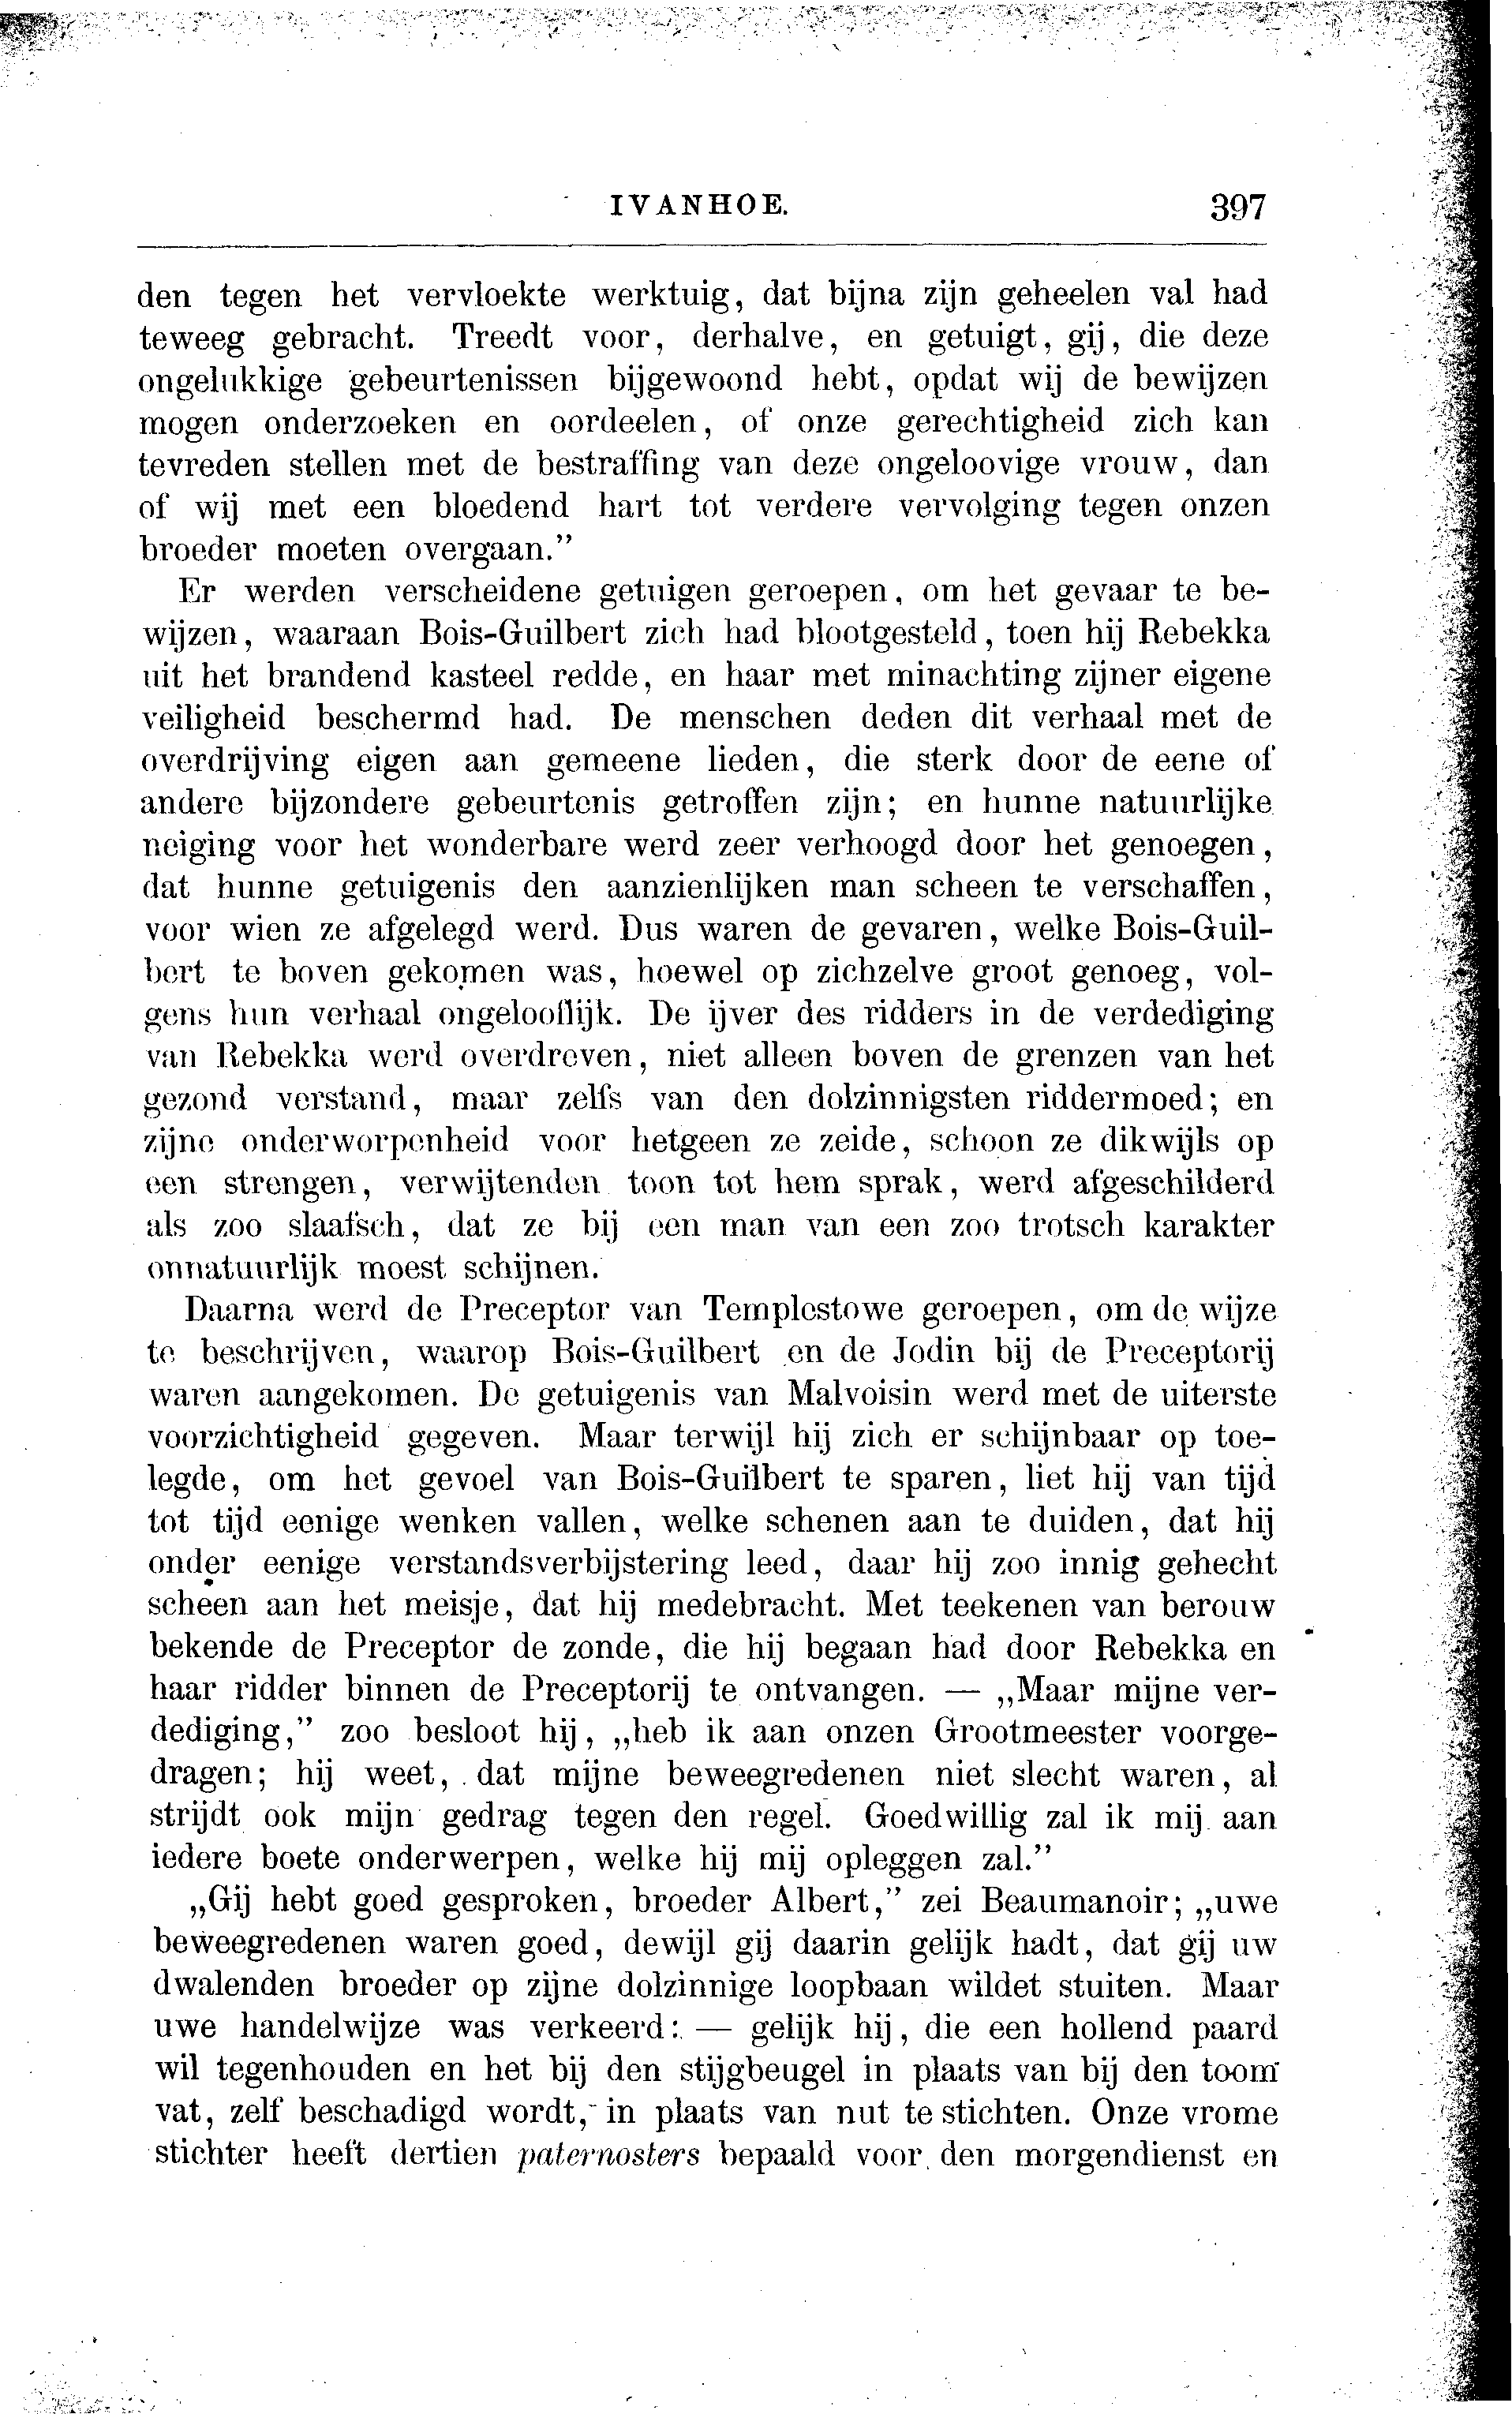 IVANHOE. 397
den tegen het vervloekte werktuig, dat bijna zijn geheelen val had
teweeg gebracht. Treedt voor, derhalve, en getuigt, gij, die deze
ongelukkige gebeurtenissen bijgewoond hebt, opdat wij de bewijzen
mogen onderzoeken en oordeelen, of onze gerechtigheid zich kan
tevreden stellen met de bestraffing van deze ongeloovige vrouw, dan
of wij met een bloedend hart tot verdere vervolging tegen onzen
broeder moeten overgaan.”
Er werden verscheidene getuigen geroepen, om het gevaar te be-
wijzen, waaraan Bois-Guilbert zich had blootgesteld, toen hij Rebekka
uit het brandend kasteel redde, en haar met minachting zijner eigene
veiligheid beschermd had. De menschen deden dit verhaal met de
overdrijving eigen aan gemeene lieden, die sterk door de eene of
andere bijzondere gebeurtenis getroffen zijn; en hunne natuurlijke
neiging voor het wonderbare werd zeer verhoogd door het genoegen,
dat hunne getuigenis den aanzienlijken man scheen te verschaffen,
voor wien ze afgelegd werd. Dus waren de gevaren, welke Bois-Guil-
bert te boven gekomen was, hoewel op zichzelve groot genoeg, vol-
gens hun verhaal ongelooflijk. De ijver des ridders in de verdediging
van Rebekka werd overdreven, niet alleen boven de grenzen van het
gezond verstand, maar zelfs van den dolzinnigsten riddermoed; en
zijne onderworpenheid voor hetgeen ze zeide, schoon ze dikwijls op
een strengen, verwijtenden toon tot hem sprak, werd afgeschilderd
als zoo slaafsch, dat ze bij een man van een zoo trotsch karakter
onnatuurlijk moest schijnen.
Daarna werd de Preceptor van Templestowe geroepen, om de wijze
te beschrijven, waarop Bois-Guilbert en de Jodin bij de Preceptorij
waren aangekomen. De getuigenis van Malvoisin werd met de uiterste
voorzichtigheid gegeven. Maar terwijl hij zich er schijnbaar op toe-
legde, om het gevoel van Bois-Guilbert te sparen, liet hij van tijd
tot tijd eenige wenken vallen, welke schenen aan te duiden, dat hij
onder eenige verstandsverbijstering leed, daar hij zoo innig gehecht
scheen aan het meisje, dat hij medebracht. Met teekenen van berouw
bekende de Preceptor de zonde, die hij begaan had door Rebekka en
haar ridder binnen de Preceptorij te ontvangen. — „Maar mijne ver-
dediging,” zoo besloot hij, „heb ik aan onzen Grootmeester voorge-
dragen; hij weet, dat mijne beweegredenen niet slecht waren, al
strijdt ook mijn gedrag tegen den regel. Goedwillig zal ik mij aan
iedere boete onderwerpen, welke hij mij opleggen zal.”
„Gij hebt goed gesproken, broeder Albert,” zei Beaumanoir; „uwe
beweegredenen waren goed, dewijl gij daarin gelijk hadt, dat gij uw
dwalenden broeder op zijne dolzinnige loopbaan wildet stuiten. Maar
uwe handelwijze was verkeerd: — gelijk hij, die een hollend paard
wil tegenhouden en het bij den stijgbeugel in plaats van bij den toom
vat, zelf beschadigd wordt, in plaats van nut te stichten. Onze vrome
stichter heeft dertien paternosters bepaald voor den morgendienst en